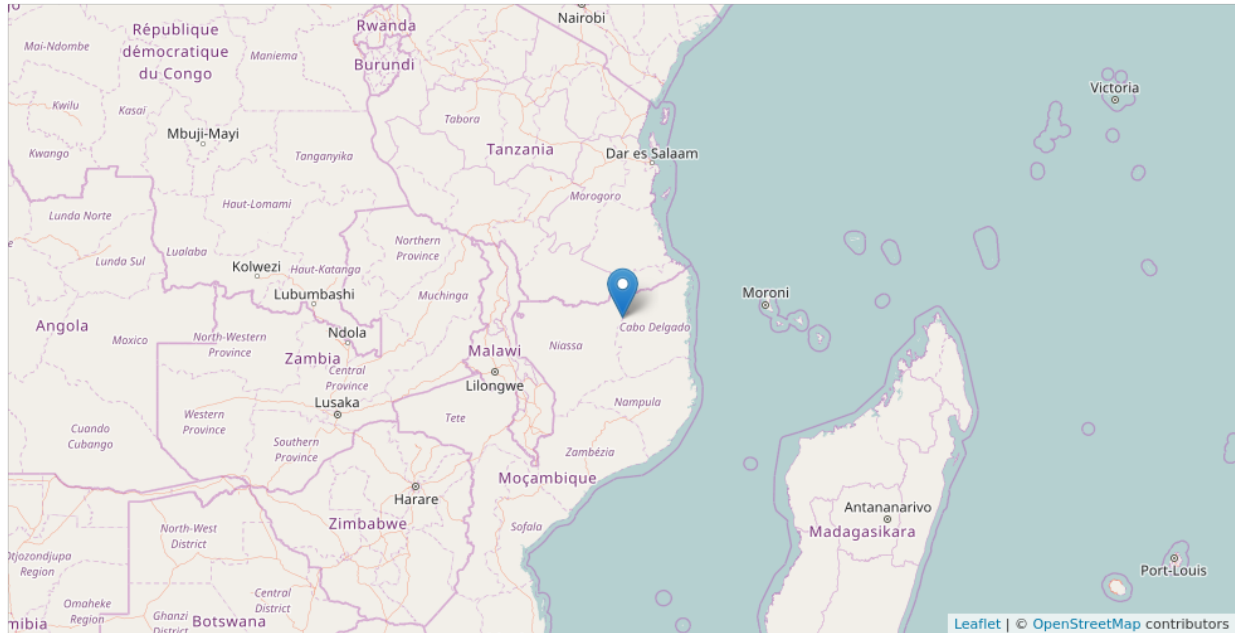 Nairobi
Rwanda
République
démocratique
du Congo
Mai-Ndombe
Maniema
Burundi
Victoria
Kwilu
Kasaï
Tabora
Mbuji-Mayi
Tanzania
Dar es Salaam
Kwango
Tanganyika
Morogoro
Haut-Lomami
Lunda Norte
Northern
Province
Lualaba
Lunda Sul
Kolwezi
Haut-Katanga
Lubumbashi
Muchinga
Moroni
Angola
Moxico
North-Western
Province
Ndola
Cabo Delgado
Zambia
Malawi
Niassa
Central
Province
Lilongwe
Lusaka
Nampula
Western
Province
Tete
Cuando
Cubango
Southern
Province
Zambézia
Moçambique
Harare
Antananarivo
Zimbabwe
Sofala
Madagasikara
North-West
District
Otjozondjupa
Region
Port-Louis
Central
District
Omaheke
Region
Ghanzi
District
Botswana
mibia
Leaflet | © OpenStreetMap contributors